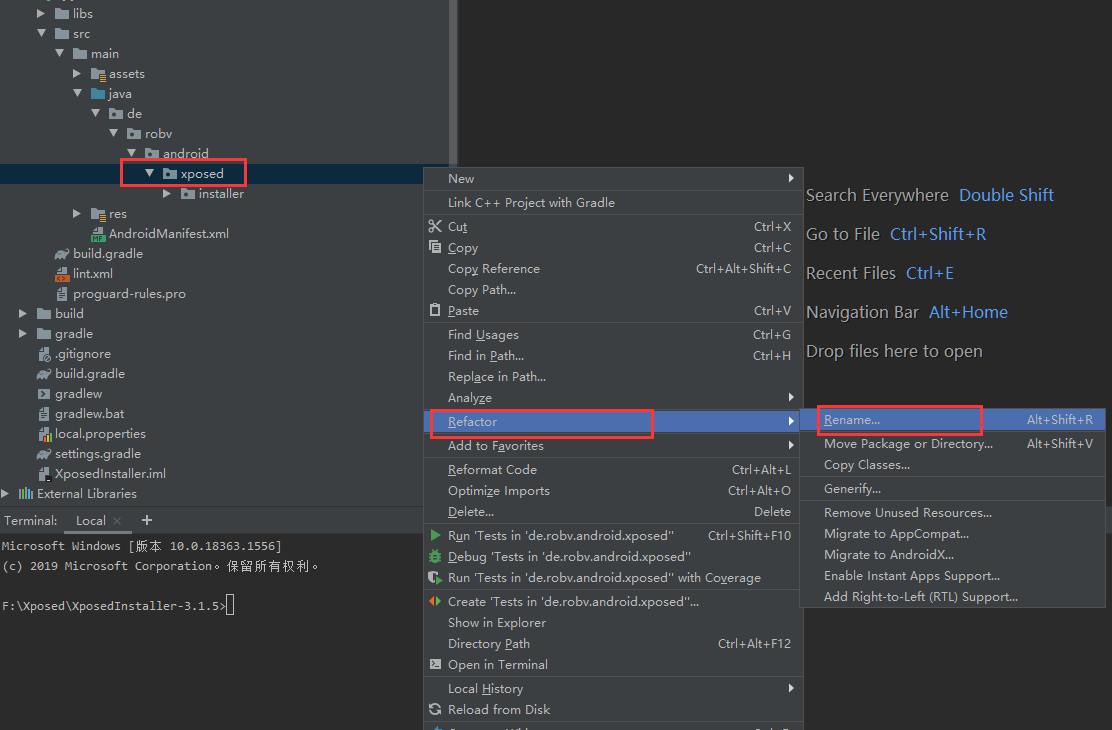 libs
src
main
assets
java
de
robv
android
xposed
installer
res
AndroidManifest.xml
build.gradle
lint.xml
proguard-rules.pro
build
gradle
.gitignore
build.gradle
gradlew
gradlew.bat
local.properties
settings.gradle
XposedInstaller.iml
External Libraries
Terminal: Local × +
Microsoft Windows [版本 10.0.18363.1556]
(c) 2019 Microsoft Corporation。保留所有权利。
F:\Xposed\XposedInstaller-3.1.5>
New
Link C++ Project with Gradle
Cut Ctrl+X
Copy Ctrl+C
Copy Reference Ctrl+Alt+Shift+C
Copy Path...
Paste Ctrl+V
Find Usages Ctrl+G
Find in Path... Ctrl+H
Replace in Path...
Analyze
Refactor
Add to Favorites
Reformat Code Ctrl+Alt+L
Optimize Imports Ctrl+Alt+O
Delete... Delete
Run 'Tests in 'de.robv.android.xposed'' Ctrl+Shift+F10
Debug 'Tests in 'de.robv.android.xposed''
Run 'Tests in 'de.robv.android.xposed'' with Coverage
Create 'Tests in 'de.robv.android.xposed''...
Show in Explorer
Directory Path Ctrl+Alt+F12
Open in Terminal
Local History
Reload from Disk
Rename... Alt+Shift+R
Move Package or Directory... Alt+Shift+V
Copy Classes...
Generify...
Remove Unused Resources...
Migrate to AppCompat...
Migrate to AndroidX...
Enable Instant Apps Support...
Add Right-to-Left (RTL) Support...
Search Everywhere Double Shift
Go to File Ctrl+Shift+R
Recent Files Ctrl+E
Navigation Bar Alt+Home
Drop files here to open